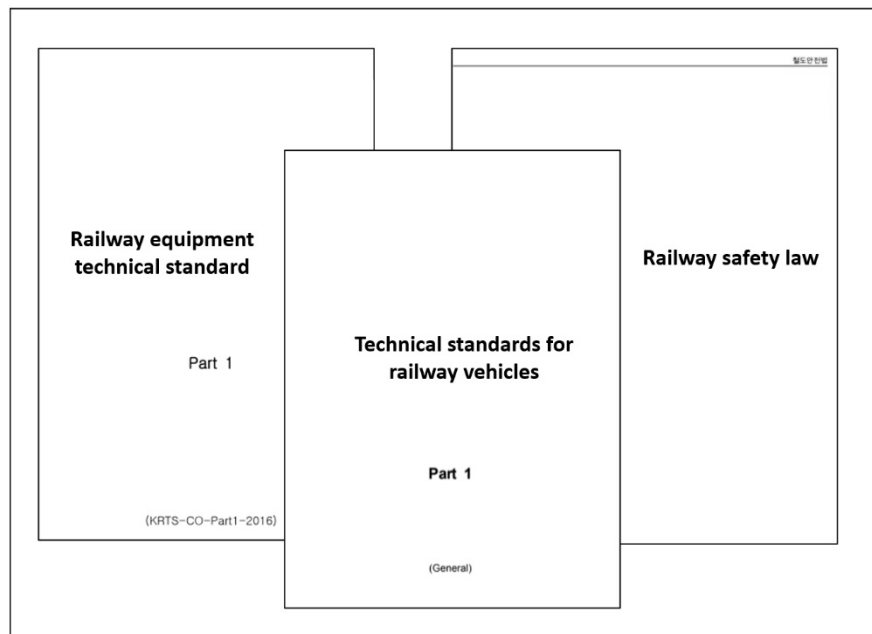 Railway equipment
technical standard
Part 1
(KRTS-CO-Part1-2016)
Technical standards for
railway vehicles
Part 1
(General)
철도안전법
Railway safety law